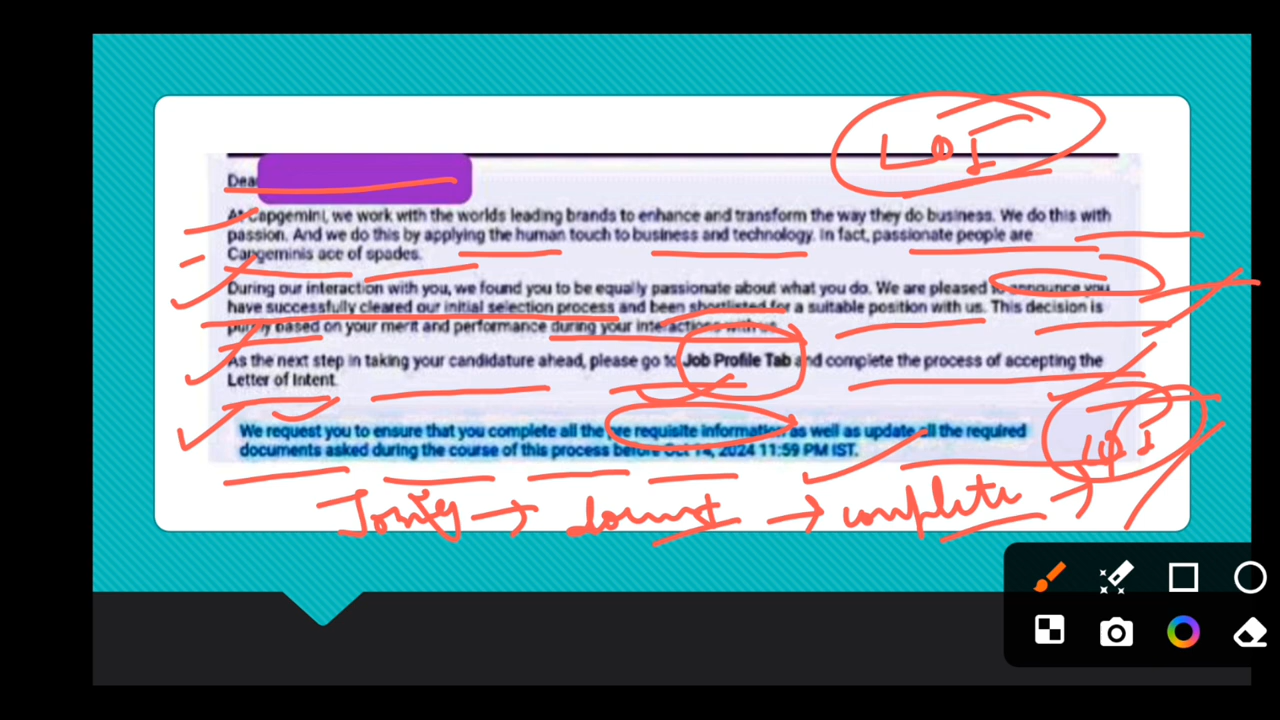 LOI
Dear
At Capgemini, we work with the worlds leading brands to enhance and transform the way they do business. We do this with
passion. And we do this by applying the human touch to business and technology. In fact, passionate people are
Capgeminis ace of spades.
During our interaction with you, we found you to be equally passionate about what you do. We are pleased to announce you
have successfully cleared our initial selection process and been shortlisted for a suitable position with us. This decision is
purely based on your merit and performance during your interactions with us.
As the next step in taking your candidature ahead, please go to Job Profile Tab and complete the process of accepting the
Letter of Intent.
We request you to ensure that you complete all the pre requisite information as well as update all the required
documents asked during the course of this process before Oct 14, 2024 11:59 PM IST.
LOI
→ → complete →